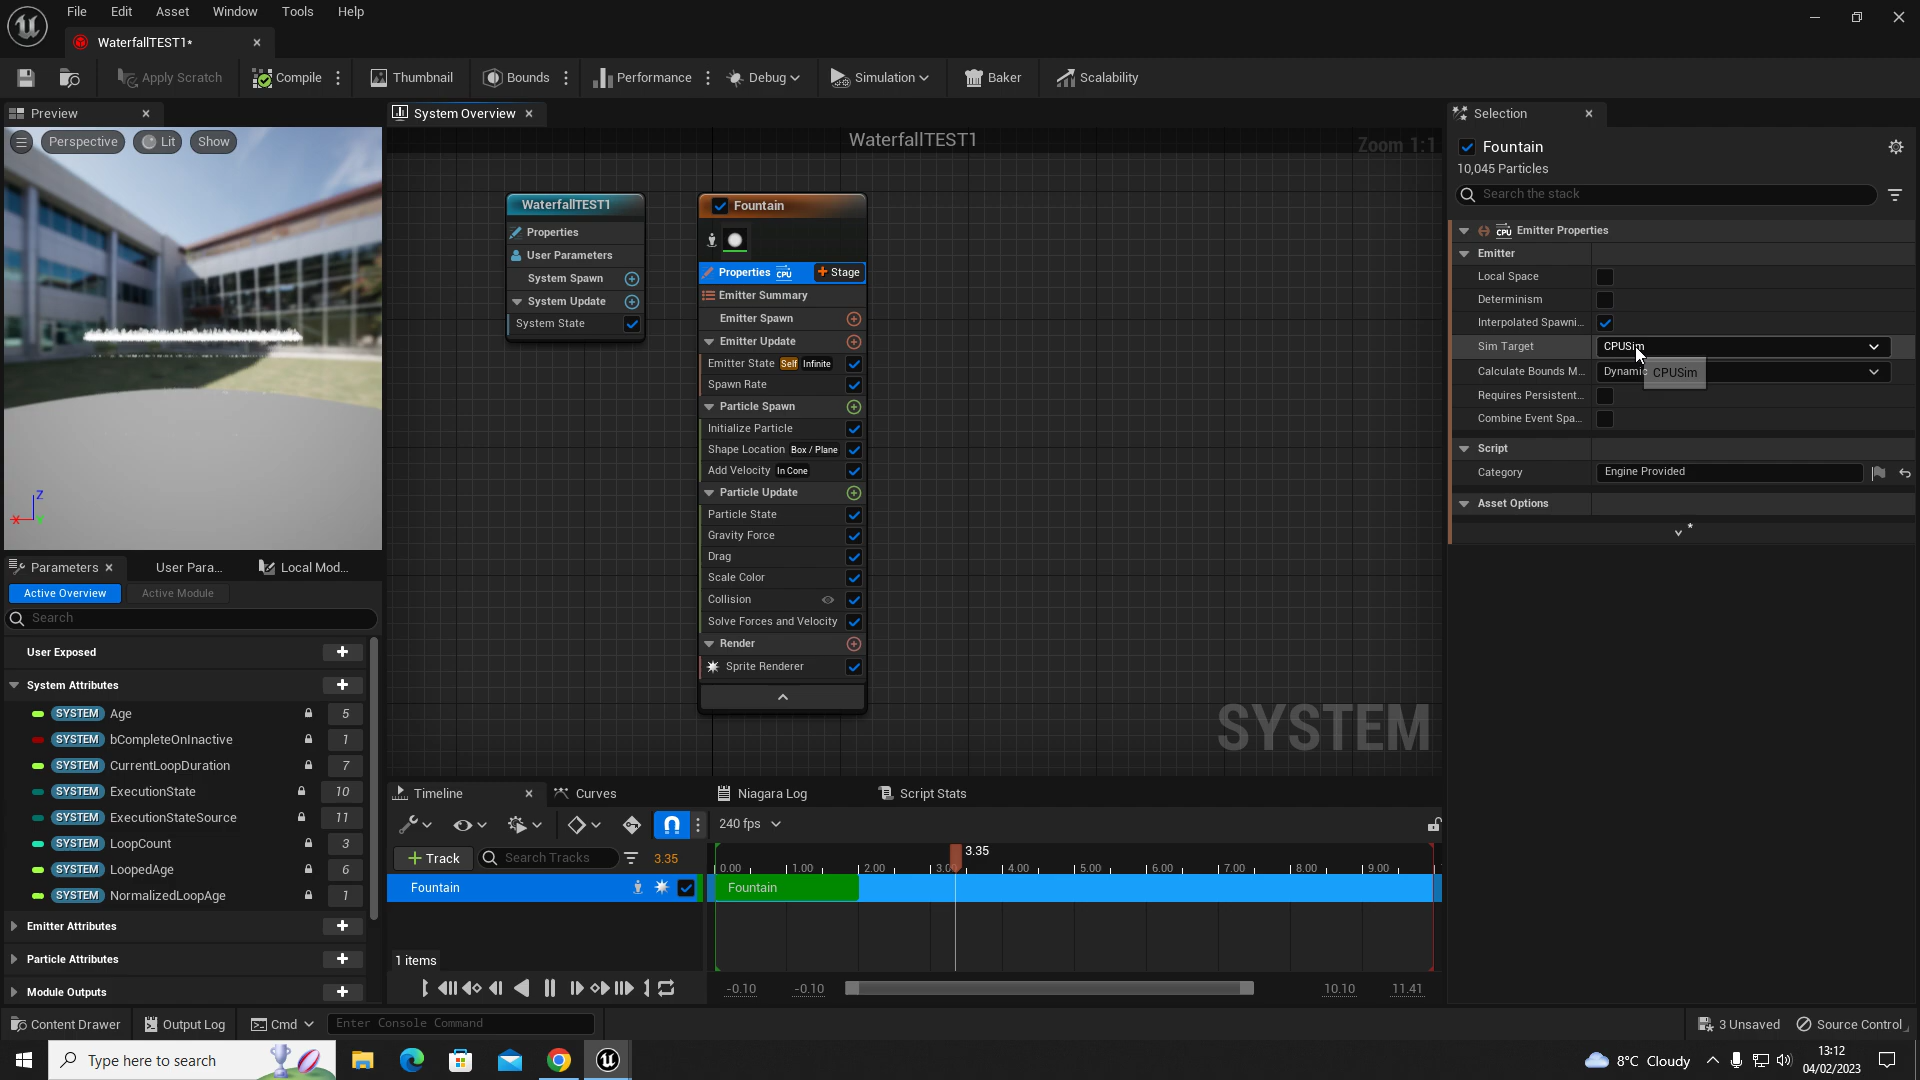 File Edit Asset Window Tools Help
WaterfallTEST1*
Apply Scratch Compile Thumbnail Bounds Performance Debug Simulation Baker Scalability
Preview
Perspective Lit Show
Z
X
System Overview
WaterfallTEST1
Zoom 1:1
WaterfallTEST1
Properties
User Parameters
System Spawn
System Update
System State
Fountain
Properties CPU + Stage
Emitter Summary
Emitter Spawn
Emitter Update
Emitter State Self Infinite
Spawn Rate
Particle Spawn
Initialize Particle
Shape Location Box / Plane
Add Velocity In Cone
Particle Update
Particle State
Gravity Force
Drag
Scale Color
Collision
Solve Forces and Velocity
Render
Sprite Renderer
SYSTEM
Selection
Fountain
10,045 Particles
Search the stack
CPU Emitter Properties
Emitter
Local Space
Determinism
Interpolated Spawni...
Sim Target CPUSim
Calculate Bounds M... Dynamic
CPUSim
Requires Persistent...
Combine Event Spa...
Script
Category Engine Provided
Asset Options
Parameters User Para... Local Mod...
Active Overview Active Module
Search
User Exposed
System Attributes
SYSTEM Age 5
SYSTEM bCompleteOnInactive 1
SYSTEM CurrentLoopDuration 7
SYSTEM ExecutionState 10
SYSTEM ExecutionStateSource 11
SYSTEM LoopCount 3
SYSTEM LoopedAge 6
SYSTEM NormalizedLoopAge 1
Emitter Attributes
Particle Attributes
Module Outputs
Timeline Curves Niagara Log Script Stats
240 fps
+ Track Search Tracks 3.35
3.35
0.00 1.00 2.00 3.00 4.00 5.00 6.00 7.00 8.00 9.00
Fountain
Fountain
1 items
-0.10 -0.10 10.10 11.41
Content Drawer Output Log Cmd Enter Console Command 3 Unsaved Source Control
Type here to search 8°C Cloudy 13:12
04/02/2023